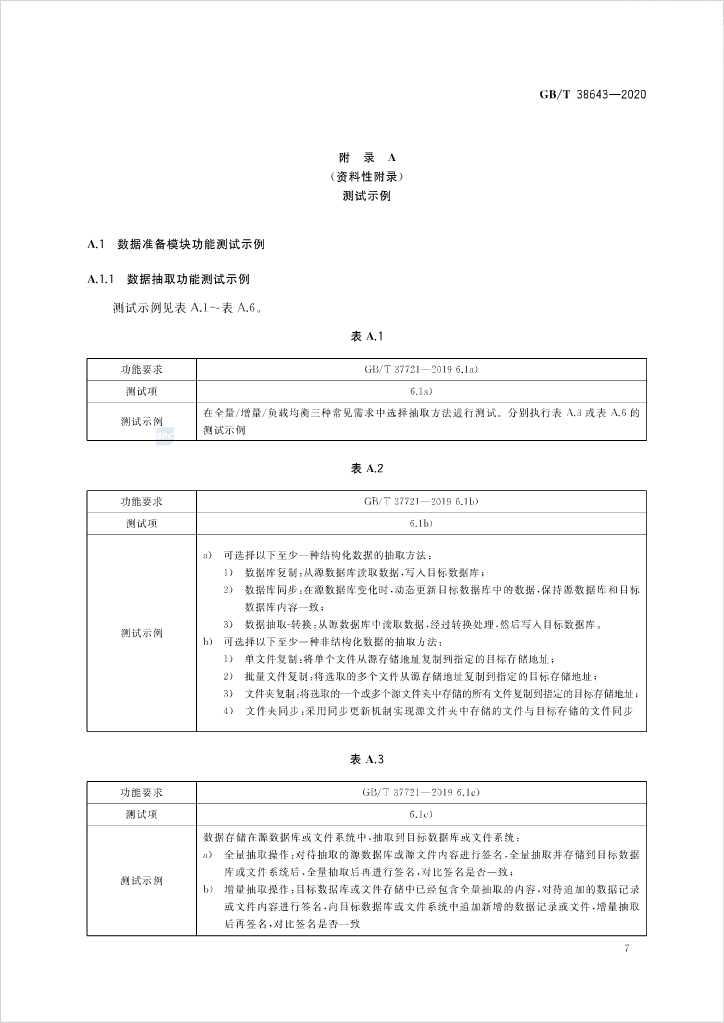 GB/T 38643—2020
附 录 A
（资料性附录）
测试示例
A.1 数据准备模块功能测试示例
A.1.1 数据抽取功能测试示例
测试示例见表 A.1～表 A.6。
表 A.1
功能要求 GB/T 37721—2019 6.1a)
测试项 6.1a)
测试示例
在全量/增量/负载均衡三种常见需求中选择抽取方法进行测试。分别执行表 A.3 或表 A.6 的
测试示例
表 A.2
功能要求 GB/T 37721—2019 6.1b)
测试项 6.1b)
测试示例
a) 可选择以下至少一种结构化数据的抽取方法：
1) 数据库复制：从源数据库读取数据，写入目标数据库；
2) 数据库同步：在源数据库变化时，动态更新目标数据库中的数据，保持源数据库和目标
数据库内容一致；
3) 数据抽取-转换：从源数据库中读取数据，经过转换处理，然后写入目标数据库。
b) 可选择以下至少一种非结构化数据的抽取方法：
1) 单文件复制：将单个文件从源存储地址复制到指定的目标存储地址；
2) 批量文件复制：将选取的多个文件从源存储地址复制到指定的目标存储地址；
3) 文件夹复制：将选取的一个或多个源文件夹中存储的所有文件复制到指定的目标存储地址；
4) 文件夹同步：采用同步更新机制实现源文件夹中存储的文件与目标存储的文件同步
表 A.3
功能要求 GB/T 37721—2019 6.1c)
测试项 6.1c)
测试示例
数据存储在源数据库或文件系统中，抽取到目标数据库或文件系统：
a) 全量抽取操作：对待抽取的源数据库或源文件内容进行签名，全量抽取并存储到目标数据
库或文件系统后，全量抽取后再进行签名，对比签名是否一致；
b) 增量抽取操作：目标数据库或文件存储中已经包含全量抽取的内容，对待追加的数据记录
或文件内容进行签名，向目标数据库或文件系统中追加新增的数据记录或文件，增量抽取
后再签名，对比签名是否一致
7